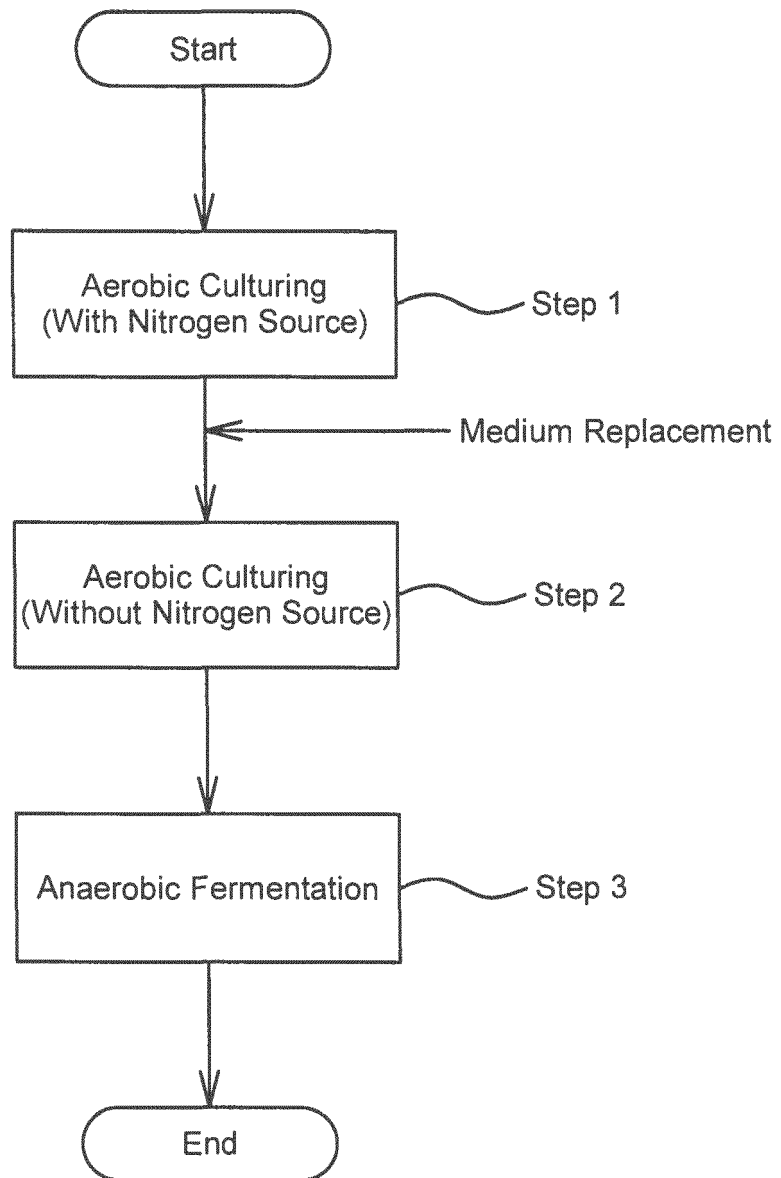 Start
Aerobic Culturing
(With Nitrogen Source)
Step 1
Medium Replacement
Aerobic Culturing
(Without Nitrogen Source)
Step 2
Anaerobic Fermentation
Step 3
End